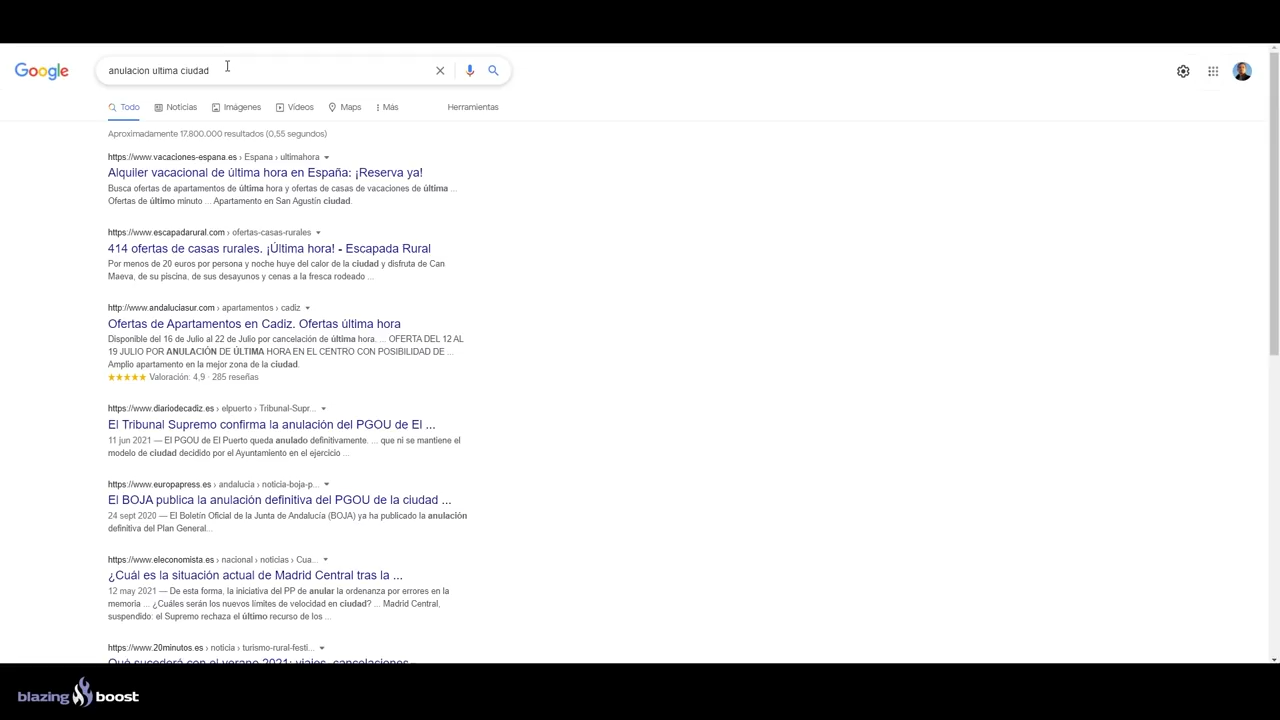 Google
anulacion ultima ciudad
Todo Noticias Imágenes Vídeos Maps Más Herramientas
Aproximadamente 17.800.000 resultados (0,55 segundos)
https://www.vacaciones-espana.es › Espana › ultimahora
Alquiler vacacional de última hora en España: ¡Reserva ya!
Busca ofertas de apartamentos de última hora y ofertas de casas de vacaciones de última ...
Ofertas de último minuto ... Apartamento en San Agustín ciudad.
https://www.escapadarural.com › ofertas-casas-rurales
414 ofertas de casas rurales. ¡Última hora! - Escapada Rural
Por menos de 20 euros por persona y noche huye del calor de la ciudad y disfruta de Can
Maeva, de su piscina, de sus desayunos y cenas a la fresca rodeado ...
http://www.andaluciasur.com › apartamentos › cadiz
Ofertas de Apartamentos en Cadiz. Ofertas última hora
Disponible del 16 de Julio al 22 de Julio por cancelación de última hora. ... OFERTA DEL 12 AL
19 JULIO POR ANULACIÓN DE ÚLTIMA HORA EN EL CENTRO CON POSIBILIDAD DE ...
Amplio apartamento en la mejor zona de la ciudad.
★★★★★ Valoración: 4,9 · 285 reseñas
https://www.diariodecadiz.es › elpuerto › Tribunal-Supr...
El Tribunal Supremo confirma la anulación del PGOU de El ...
11 jun 2021 — El PGOU de El Puerto queda anulado definitivamente. ... que ni se mantiene el
modelo de ciudad decidido por el Ayuntamiento en el ejercicio ...
https://www.europapress.es › andalucia › noticia-boja-p...
El BOJA publica la anulación definitiva del PGOU de la ciudad ...
24 sept 2020 — El Boletín Oficial de la Junta de Andalucía (BOJA) ya ha publicado la anulación
definitiva del Plan General...
https://www.eleconomista.es › nacional › noticias › Cua...
¿Cuál es la situación actual de Madrid Central tras la ...
12 may 2021 — De esta forma, la iniciativa del PP de anular la ordenanza por errores en la
memoria ... ¿Cuáles serán los nuevos límites de velocidad en ciudad? ... Madrid Central,
suspendido: el Supremo rechaza el último recurso de los ...
https://www.20minutos.es › noticia › turismo-rural-festi...
Qué sucederá con el verano 2021: viajes, cancelaciones
blazing boost